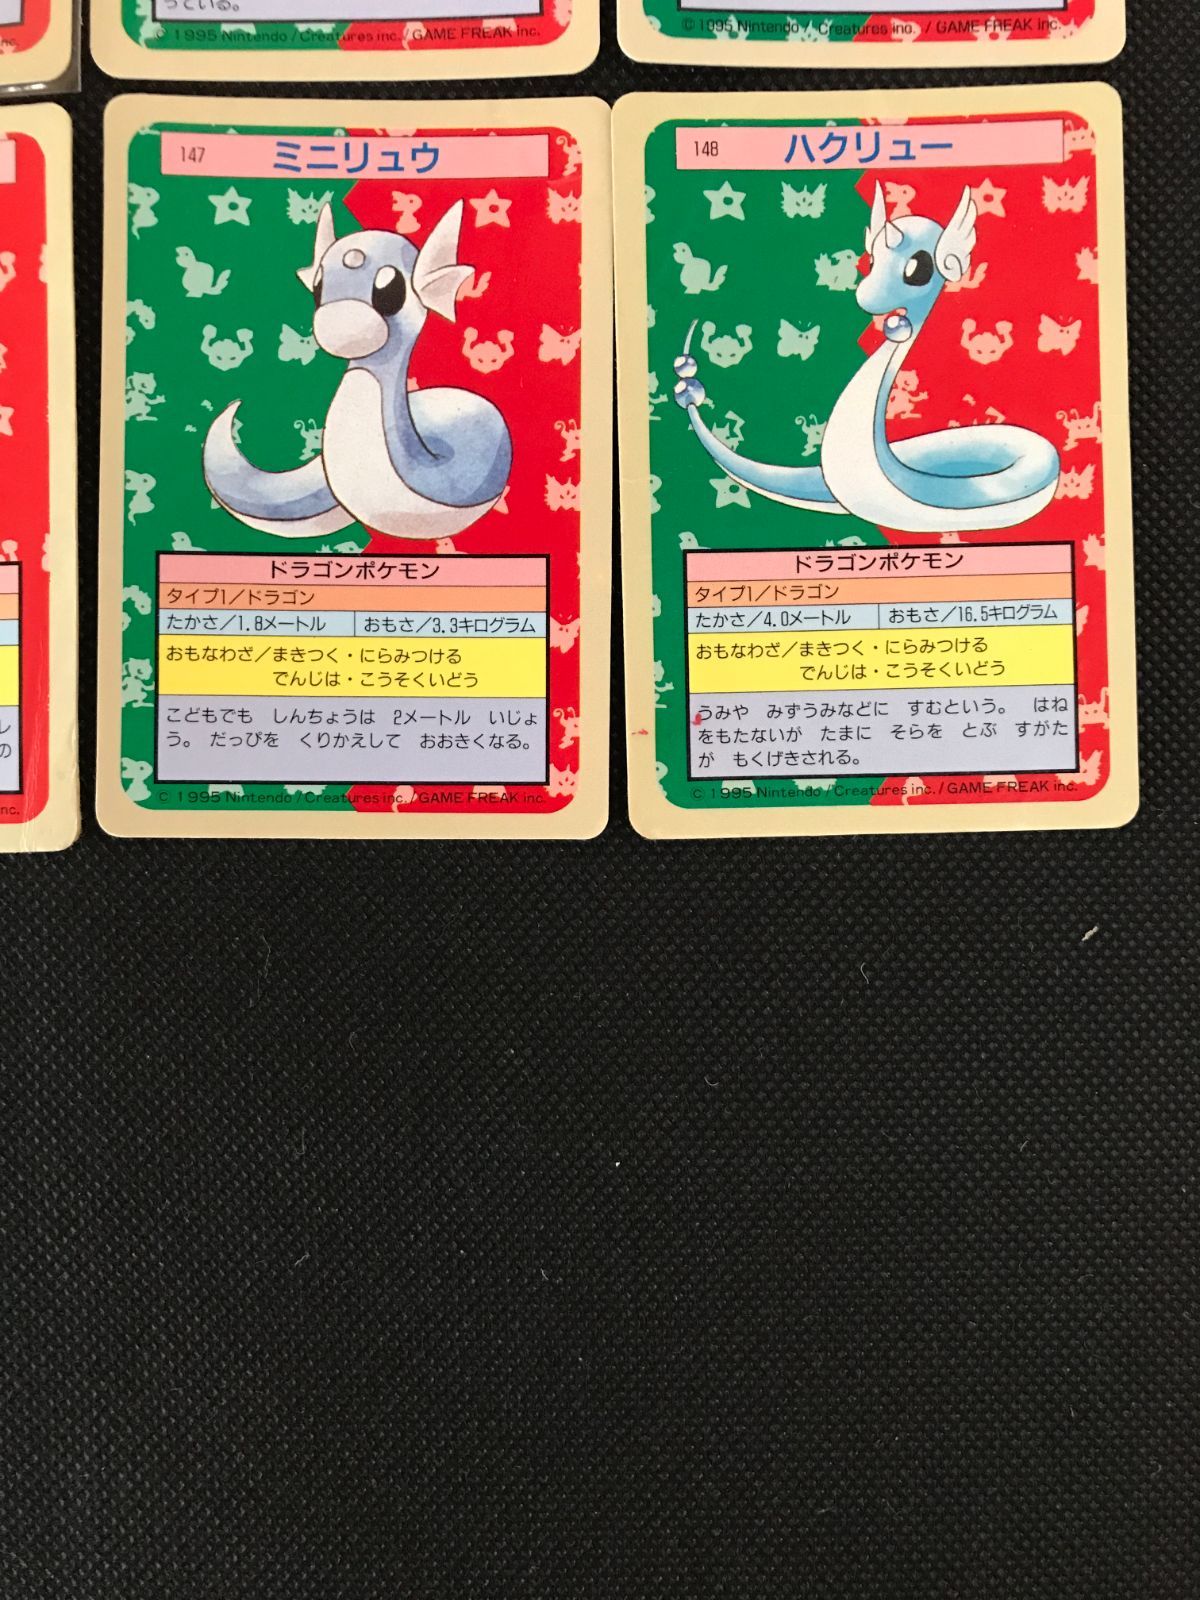 っている。
nc.
© 1995 Nintendo / Creatures inc. / GAME FREAK inc.
© 1995 Nintendo / Creatures inc. / GAME FREAK inc.
し
の
nc.
147 ミニリュウ
ドラゴンポケモン
タイプ1／ドラゴン
たかさ／1.8メートル おもさ／3.3キログラム
おもなわざ／まきつく・にらみつける
でんじは・こうそくいどう
こどもでも しんちょうは 2メートル いじょ
う。 だっぴを くりかえして おおきくなる。
© 1995 Nintendo / Creatures inc. / GAME FREAK inc.
148 ハクリュー
ドラゴンポケモン
タイプ1／ドラゴン
たかさ／4.0メートル おもさ／16.5キログラム
おもなわざ／まきつく・にらみつける
でんじは・こうそくいどう
うみや みずうみなどに すむという。 はね
をもたないが たまに そらを とぶ すがた
が もくげきされる。
© 1995 Nintendo / Creatures inc. / GAME FREAK inc.